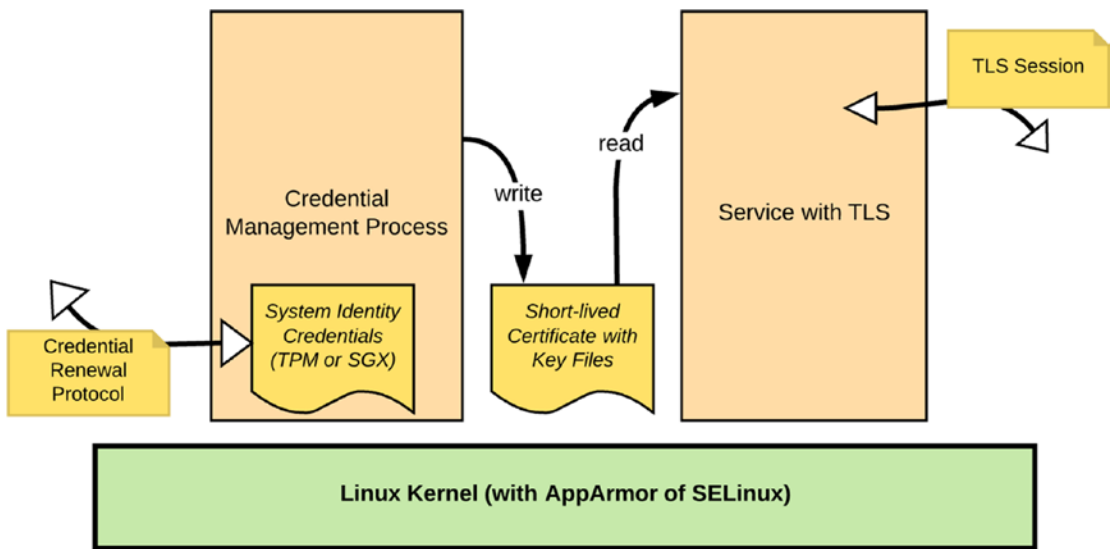 TLS Session
read
write
Credential
Management Process
Service with TLS
System Identity
Credentials
(TPM or SGX)
Short-lived
Certificate with
Key Files
Credential
Renewal
Protocol
Linux Kernel (with AppArmor of SELinux)